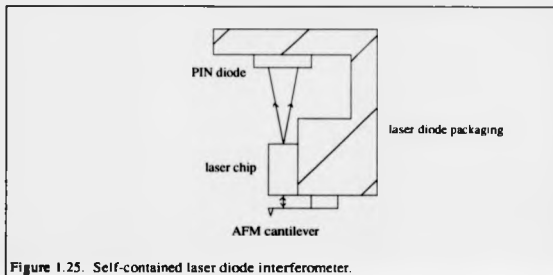 PIN diode
laser diode packaging
laser chip
AFM cantilever
Figure 1.25. Self-contained laser diode interferometer.